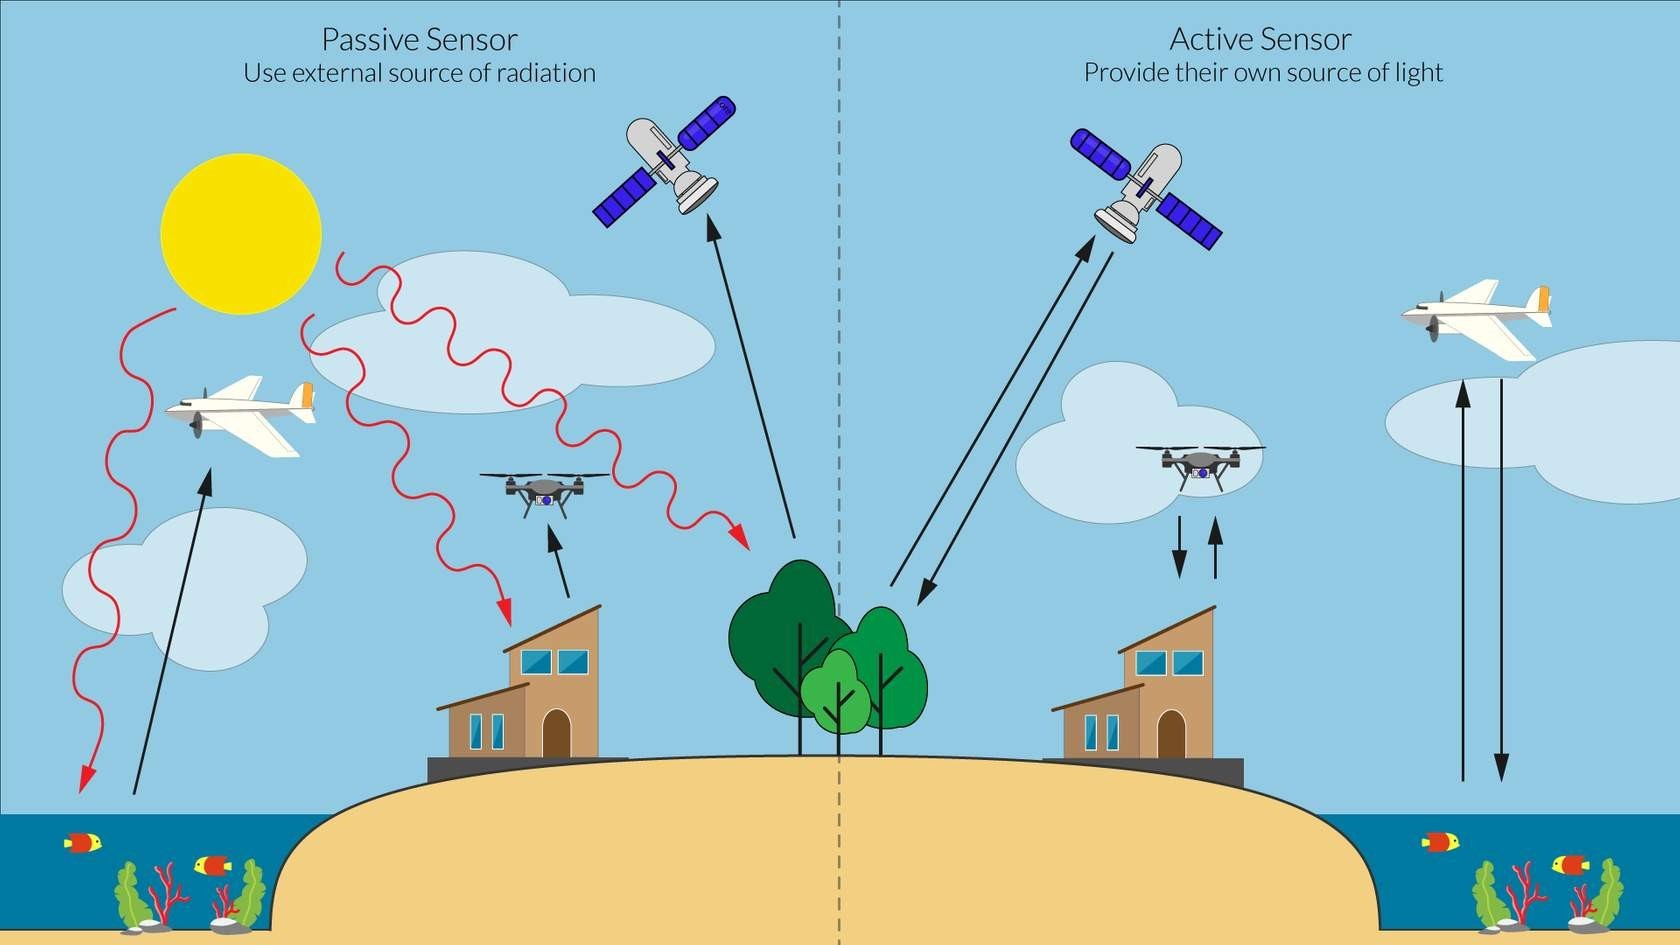 Passive Sensor
Use external source of radiation
Active Sensor
Provide their own source of light